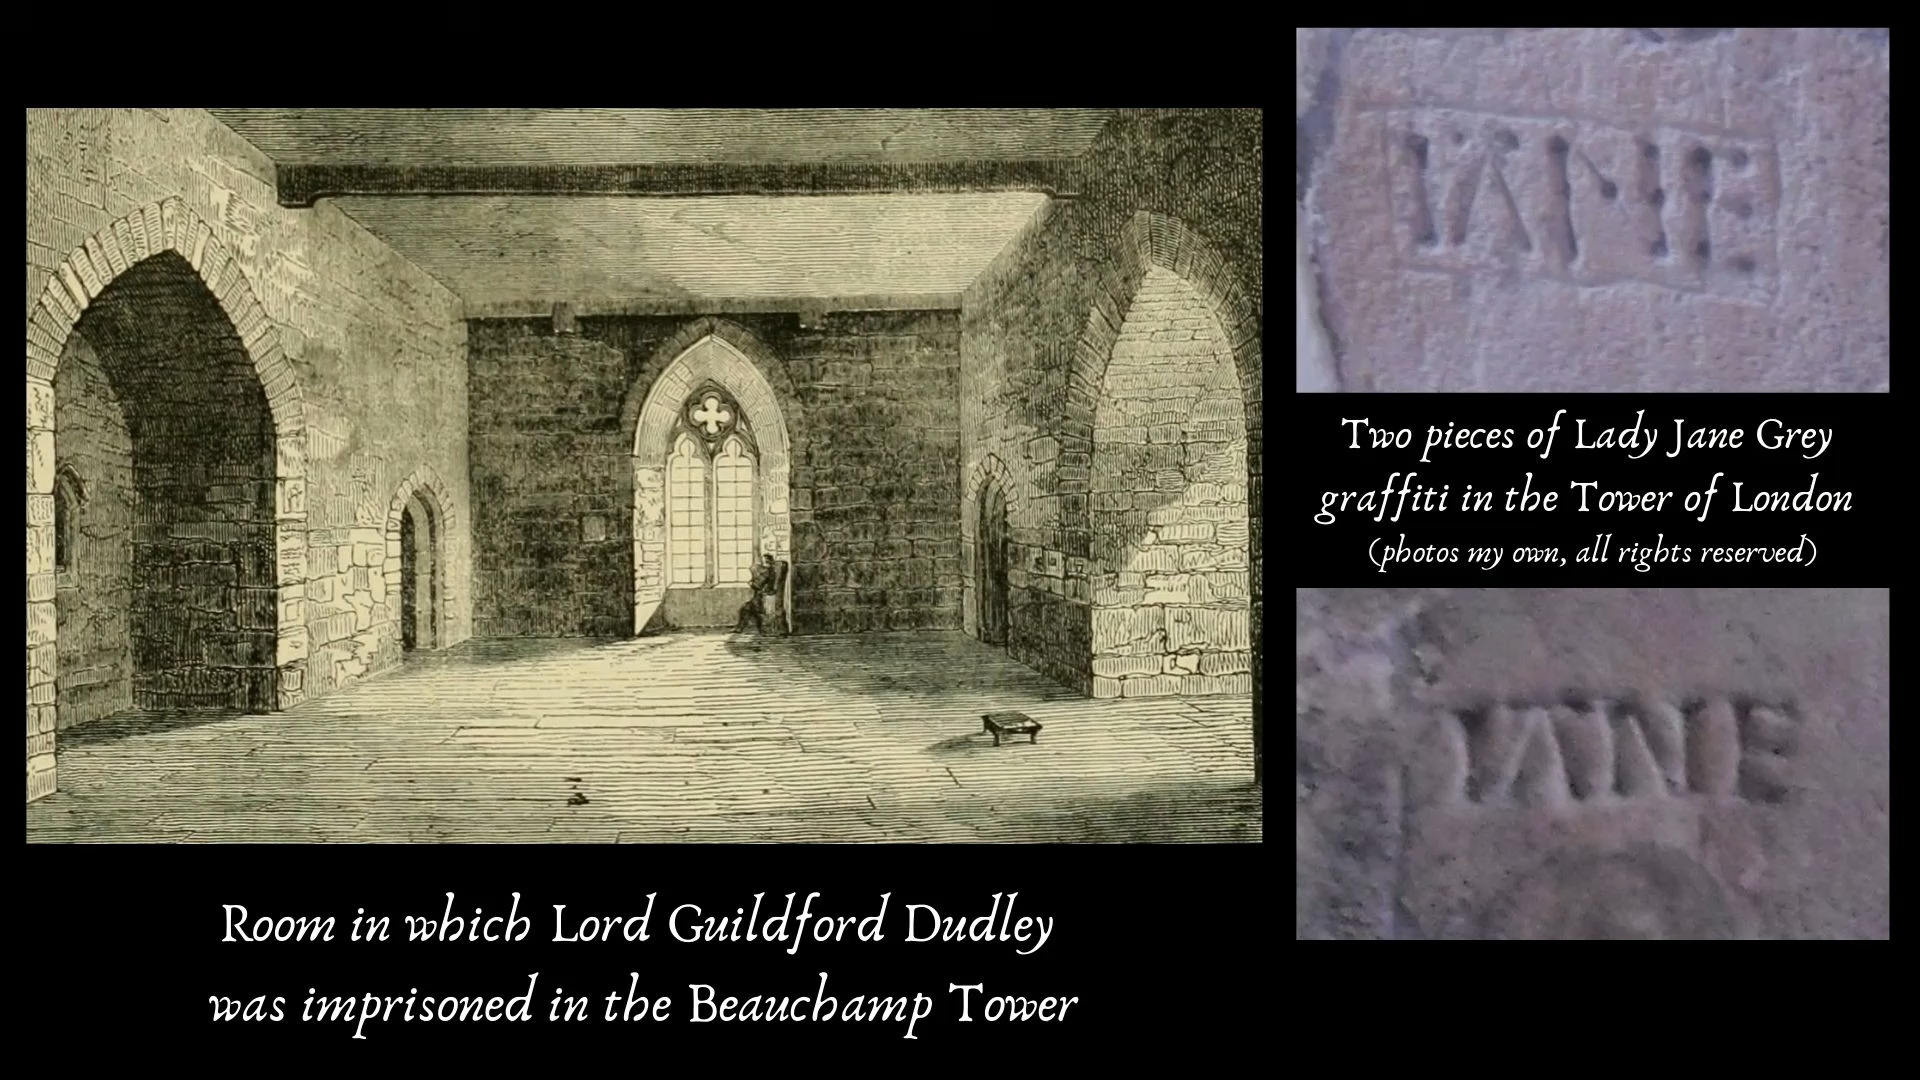 IANE
Two pieces of Lady Jane Grey
graffiti in the Tower of London
(photos my own, all rights reserved)
IANE
Room in which Lord Guildford Dudley
was imprisoned in the Beauchamp Tower